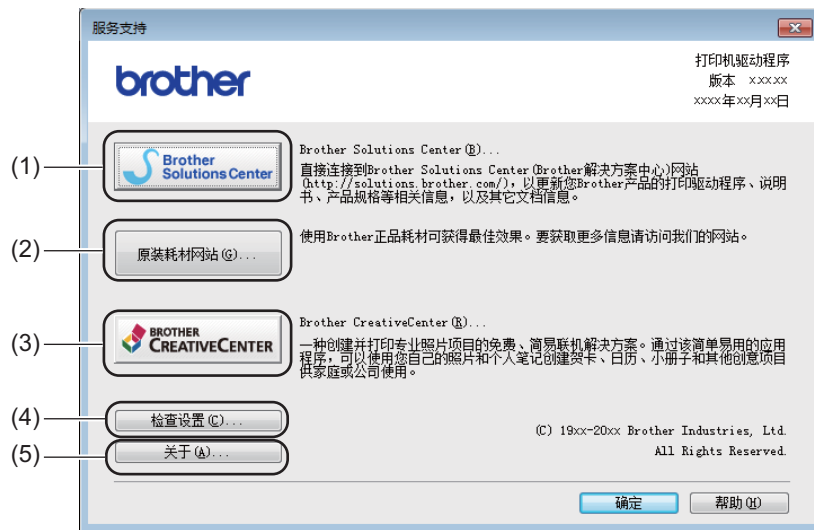 服务支持
brother
打印机驱动程序
版本 xxxxx
xxxx年xx月xx日
(1)
Brother
Solutions Center
Brother Solutions Center(B)...
直接连接到Brother Solutions Center(Brother解决方案中心)网站
(http://solutions.brother.com/)，以更新您Brother产品的打印驱动程序、说明
书、产品规格等相关信息，以及其它文档信息。
(2)
原装耗材网站(G)...
使用Brother正品耗材可获得最佳效果。要获取更多信息请访问我们的网站。
(3)
BROTHER
CREATIVECENTER
Brother CreativeCenter(R)...
一种创建并打印专业照片项目的免费、简易联机解决方案。通过该简单易用的应用
程序，可以使用您自己的照片和个人笔记创建贺卡、日历、小册子和其他创意项目
供家庭或公司使用。
(4)
检查设置(C)...
(5)
关于(A)...
(C) 19xx-20xx Brother Industries, Ltd.
All Rights Reserved.
确定
帮助(H)